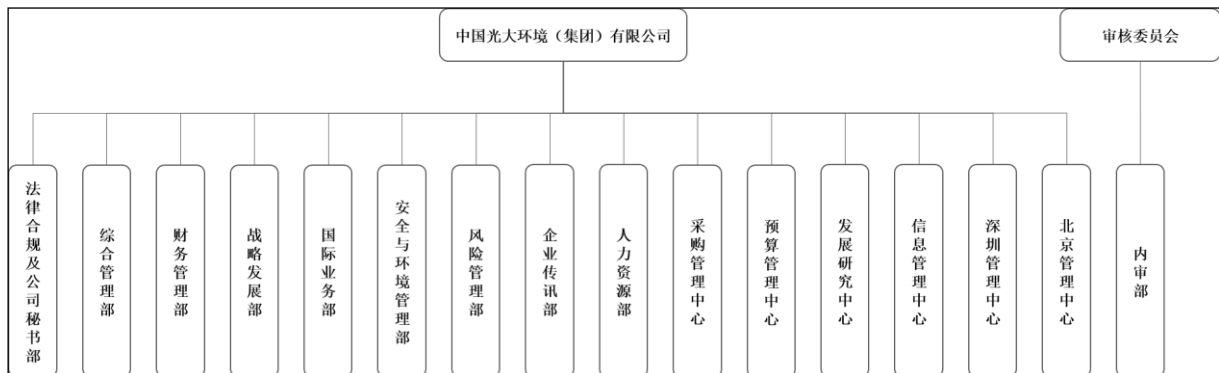 中国光大环境（集团）有限公司
审核委员会
法律合规及公司秘书部
综合管理部
财务管理部
战略发展部
国际业务部
安全与环境管理部
风险管理部
企业传讯部
人力资源部
采购管理中心
预算管理中心
发展研究中心
信息管理中心
深圳管理中心
北京管理中心
内审部